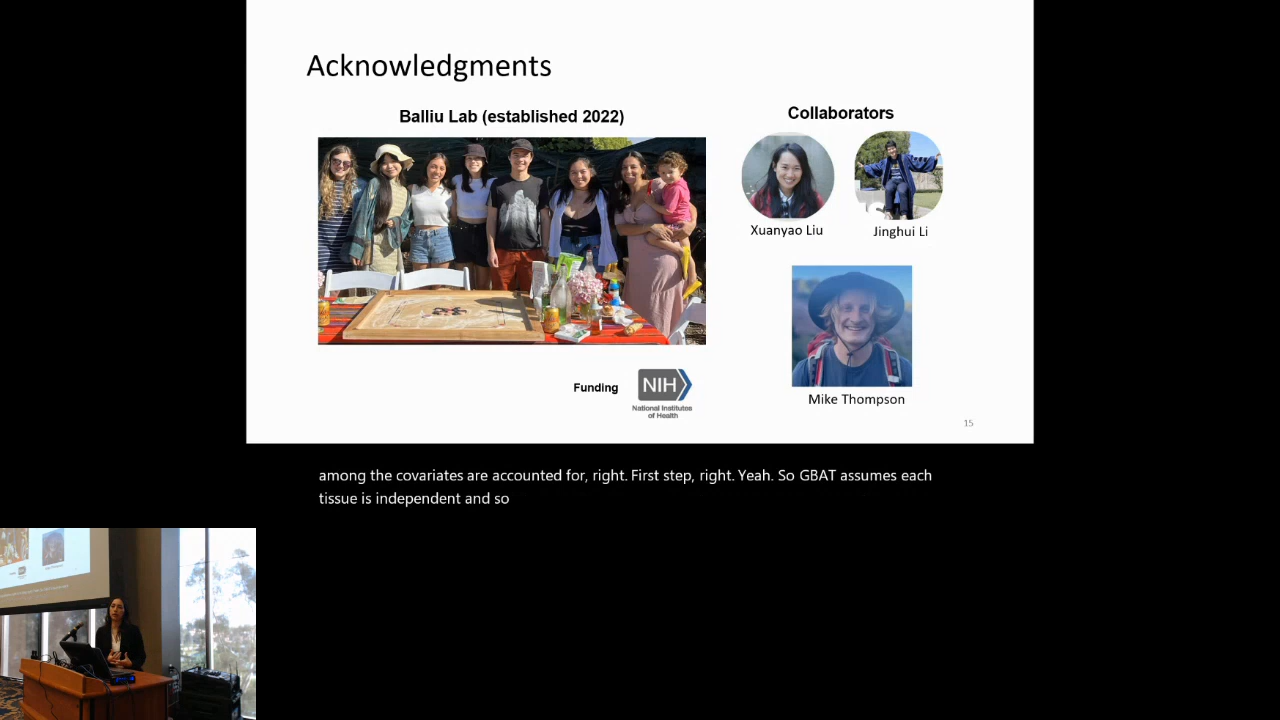 Acknowledgments
Balliu Lab (established 2022)
Collaborators
Xuanyao Liu
Jinghui Li
Mike Thompson
Funding
NIH
National Institutes
of Health
15
among the covariates are accounted for, right. First step, right. Yeah. So GBAT assumes each
tissue is independent and so